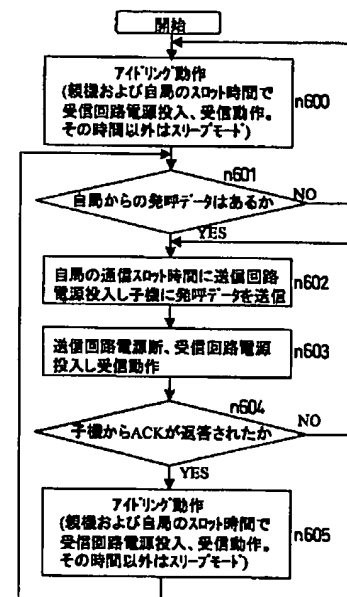 開始
アイドリング動作
(親機および自局のスロット時間で
受信回路電源投入、受信動作。
その時間以外はスリープモード)
n600
n601
自局からの発呼データはあるか
NO
YES
自局の通信スロット時間に送信回路
電源投入し子機に発呼データを送信
n602
送信回路電源断、受信回路電源
投入し受信動作
n603
n604
子機からACKが返答されたか
NO
YES
アイドリング動作
(親機および自局のスロット時間で
受信回路電源投入、受信動作。
その時間以外はスリープモード)
n605